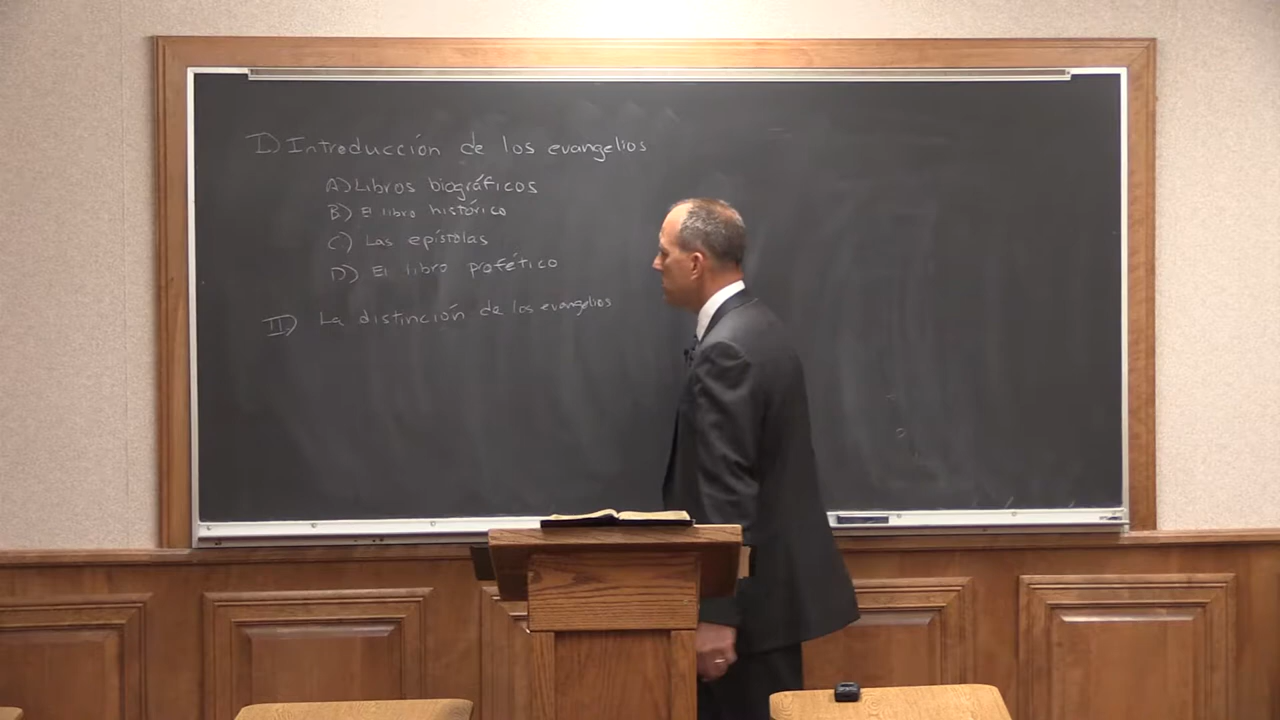 I) Introducción de los evangelios
A) Libros biográficos
B) El libro histórico
C) Las epístolas
D) El libro profético
II) La distinción de los evangelios